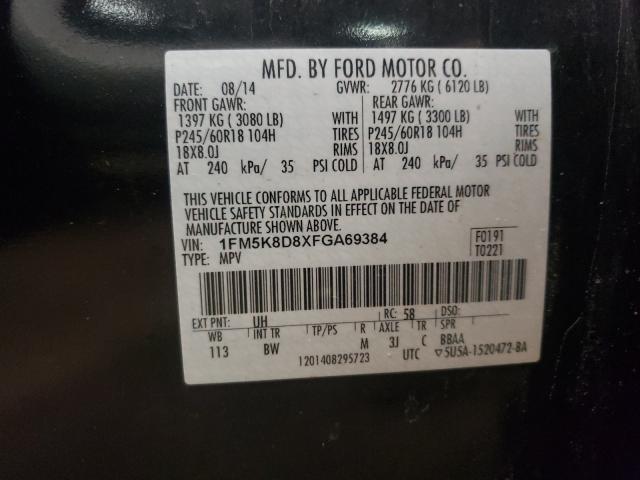 MFD. BY FORD MOTOR CO.
DATE: 08/14 GVWR: 2776 KG ( 6120 LB)
FRONT GAWR: REAR GAWR:
1397 KG ( 3080 LB) WITH 1497 KG ( 3300 LB) WITH
P245/60R18 104H TIRES P245/60R18 104H TIRES
18X8.0J RIMS 18X8.0J RIMS
AT 240 kPa/ 35 PSI COLD AT 240 kPa/ 35 PSI COLD
THIS VEHICLE CONFORMS TO ALL APPLICABLE FEDERAL MOTOR
VEHICLE SAFETY STANDARDS IN EFFECT ON THE DATE OF
MANUFACTURE SHOWN ABOVE.
VIN: 1FM5K8D8XFGA69384 F0191
TYPE: MPV T0221
EXT PNT: UH RC: 58 DSO:
WB INT TR TP/PS R AXLE TR SPR
113 BW M 3J C BBAA
1201408295723 UTC ▽5U5A-1520472-BA